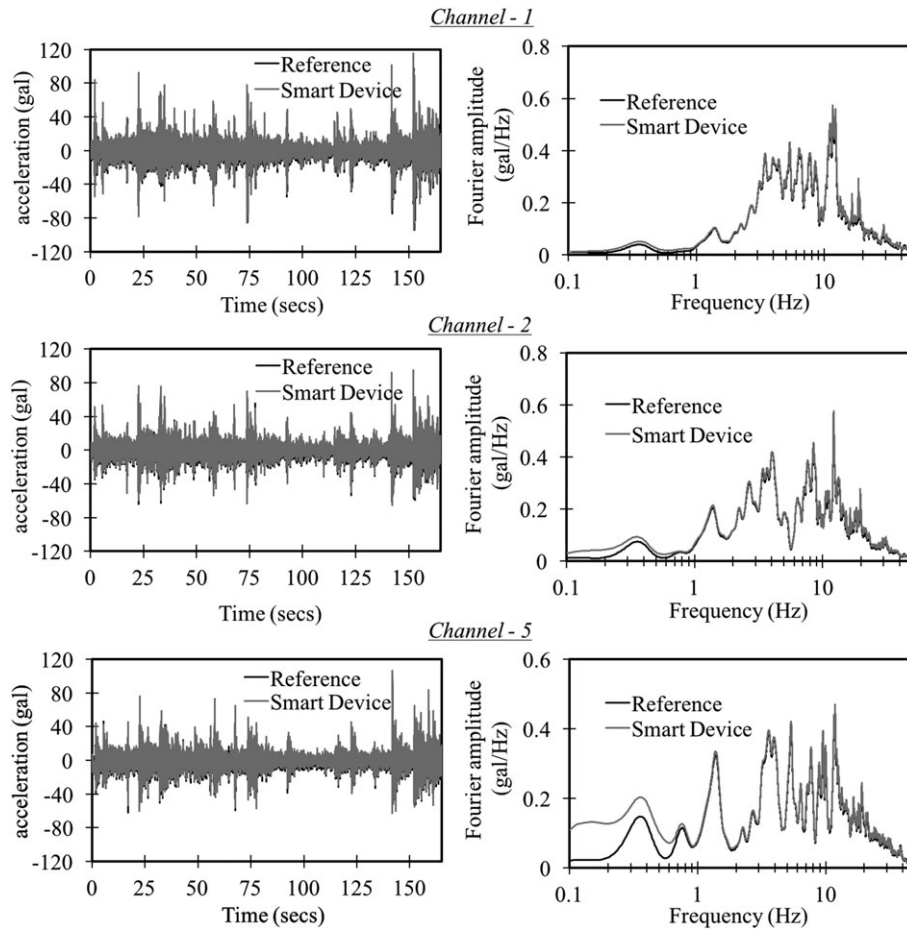 Channel - 1
120
80
40
0
-40
-80
-120
acceleration (gal)
Reference
Smart Device
0 25 50 75 100 125 150
Time (secs)
0.8
0.6
0.4
0.2
0
Fourier amplitude
(gal/Hz)
Reference
Smart Device
0.1 1 10
Frequency (Hz)
Channel - 2
120
80
40
0
-40
-80
-120
acceleration (gal)
Reference
Smart Device
0 25 50 75 100 125 150
Time (secs)
0.8
0.6
0.4
0.2
0
Fourier amplitude
(gal/Hz)
Reference
Smart Device
0.1 1 10
Frequency (Hz)
Channel - 5
120
80
40
0
-40
-80
-120
acceleration (gal)
Reference
Smart Device
0 25 50 75 100 125 150
Time (secs)
0.6
0.4
0.2
0
Fourier amplitude
(gal/Hz)
Reference
Smart Device
0.1 1 10
Frequency (Hz)